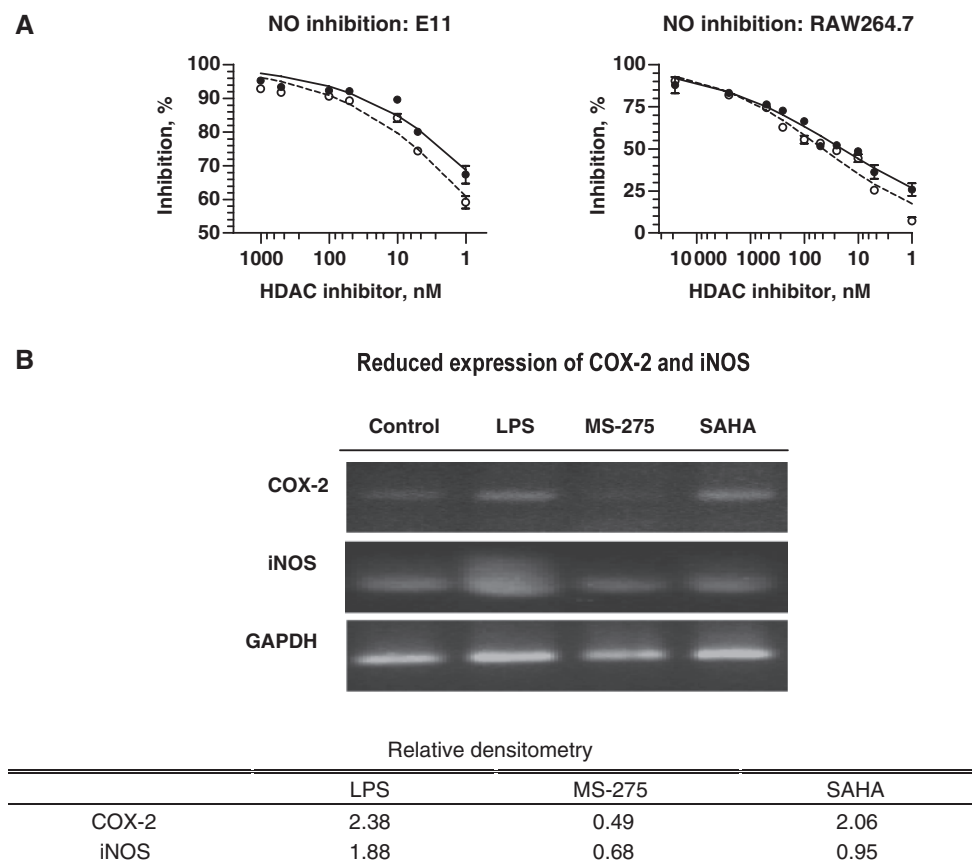 A
NO inhibition: E11
NO inhibition: RAW264.7
Inhibition, %
100
90
80
70
60
50
1000
100
10
1
HDAC inhibitor, nM
Inhibition, %
100
75
50
25
0
10 000
1000
100
10
1
HDAC inhibitor, nM
B
Reduced expression of COX-2 and iNOS
Control LPS MS-275 SAHA
COX-2
iNOS
GAPDH
Relative densitometry
LPS MS-275 SAHA
COX-2 2.38 0.49 2.06
iNOS 1.88 0.68 0.95